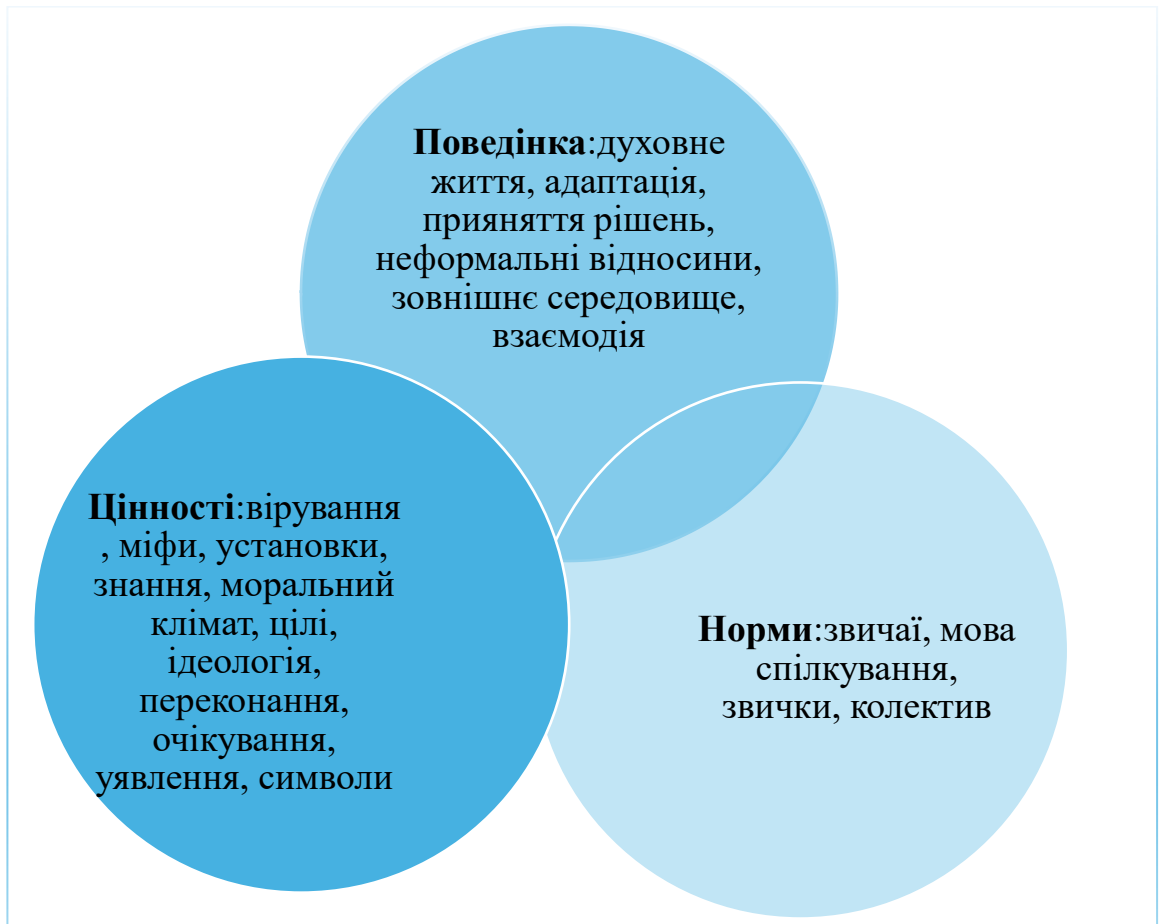 Поведінка:духовне
життя, адаптація,
прияняття рішень,
неформальні відносини,
зовнішнє середовище,
взаємодія
Цінності:вірування
, міфи, установки,
знання, моральний
клімат, цілі,
ідеологія,
переконання,
очікування,
уявлення, символи
Норми:звичаї, мова
спілкування,
звички, колектив